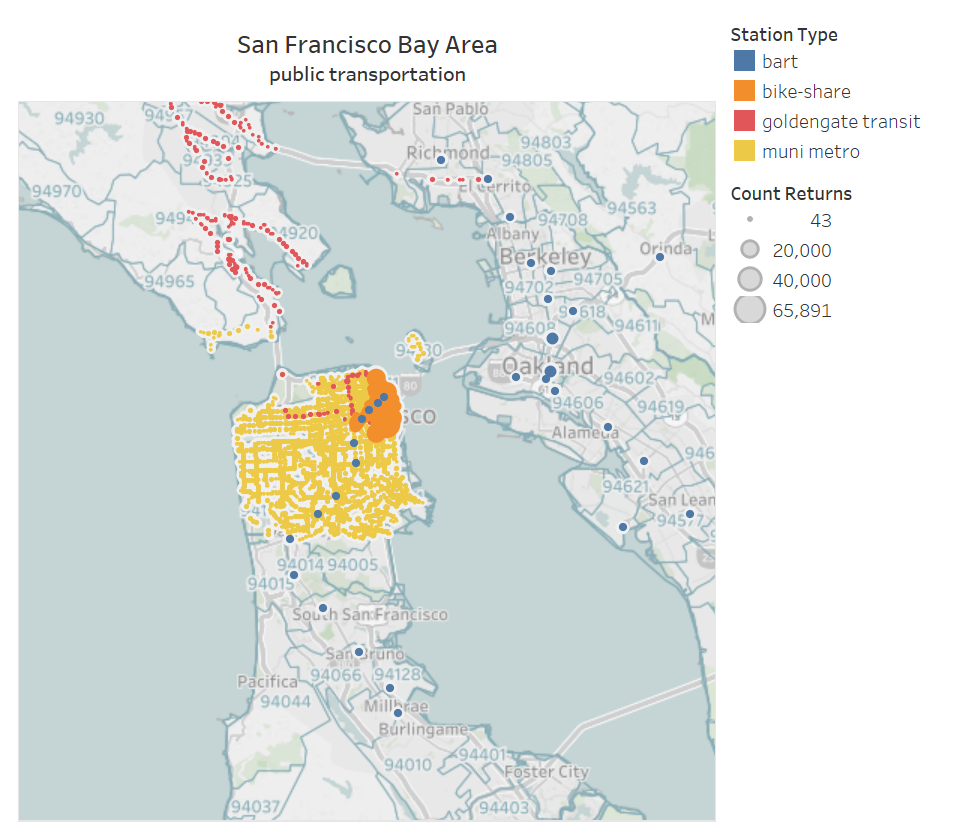 San Francisco Bay Area
public transportation
Station Type
bart
bike-share
goldengate transit
muni metro
Count Returns
43
20,000
40,000
65,891
San Pablo
94930
94803
Richmond
94805
94970
El Cerrito
94563
94708
94920
Albany
Orinda
Berkeley
94965
94702
94705
94608
94611
Oakland
80
94602
94606
94619
Alameda
94621
San Lean
94577
94014
94005
94015
South San Francisco
San Bruno
94066
94128
Pacifica
94044
Millbrae
Burlingame
94401
94010
Foster City
94037
94403